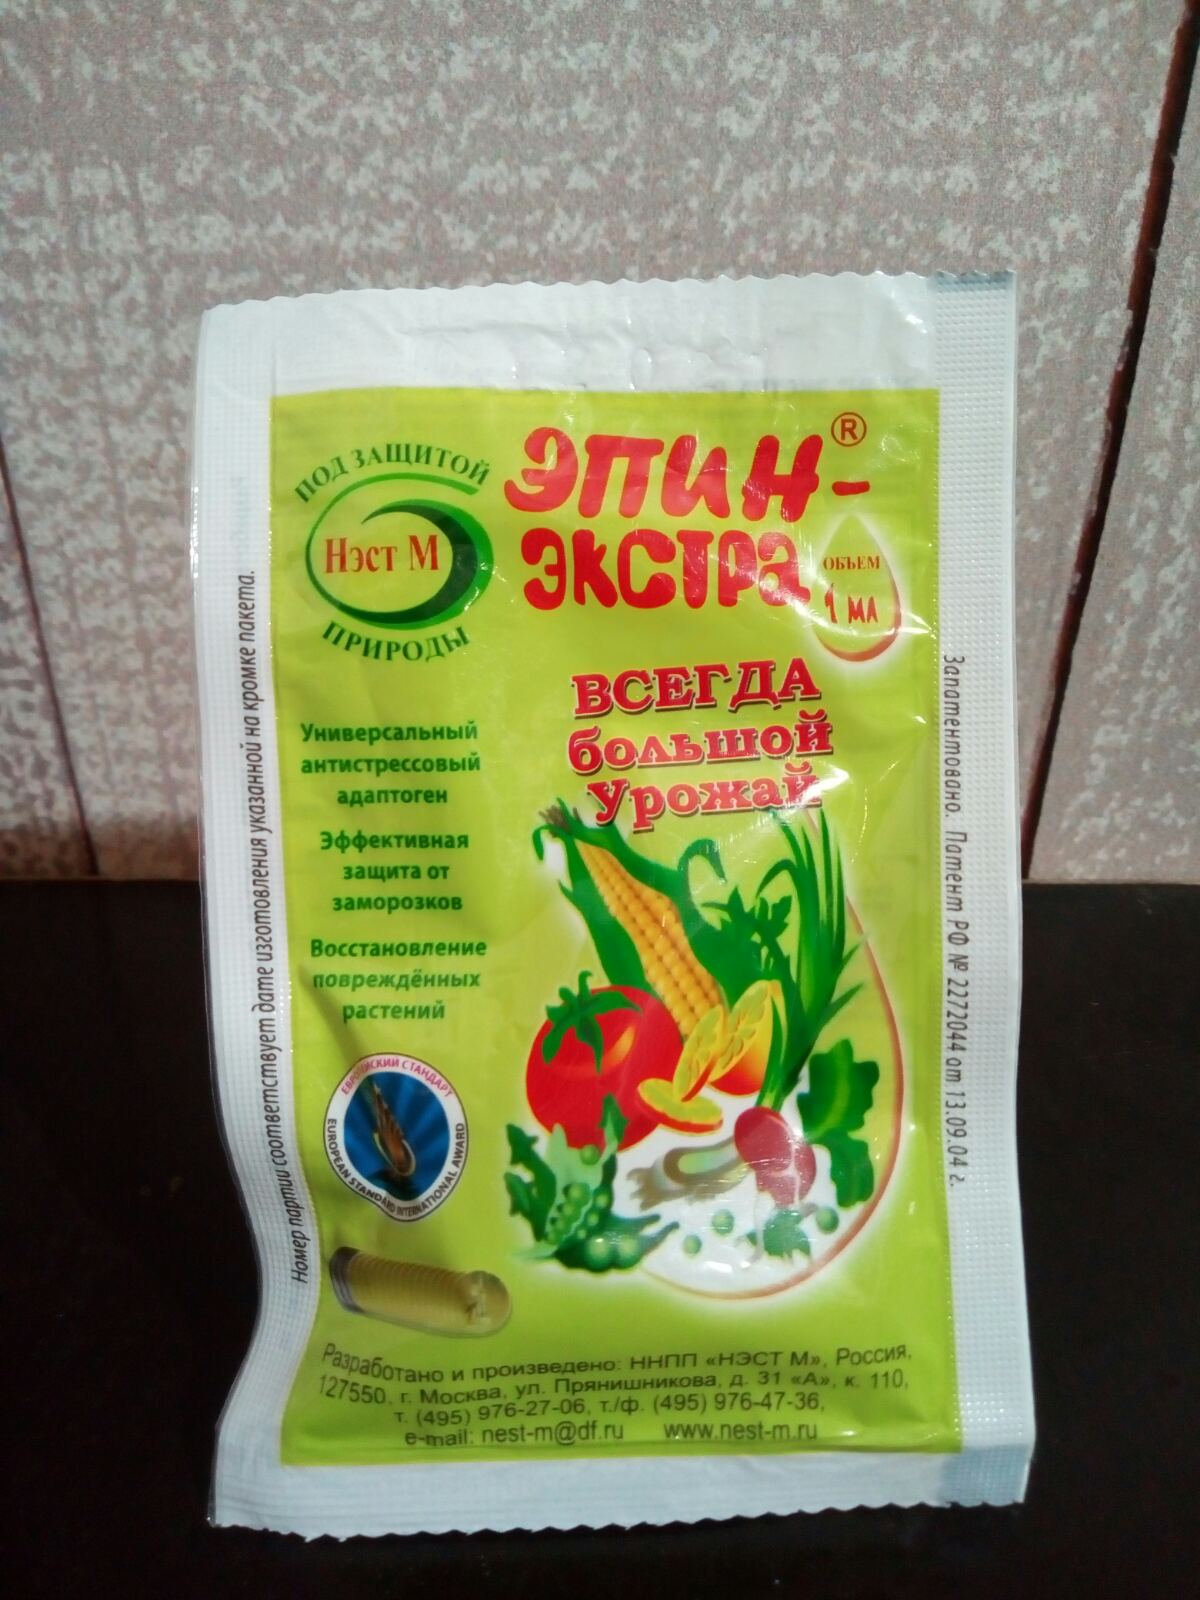 ПОД ЗАЩИТОЙ
Нэст М
ПРИРОДЫ
ЭПИН®-
ЭКСТРА
ОБЪЕМ
1 мл
ВСЕГДА
большой
Урожай
Универсальный
антистрессовый
адаптоген
Эффективная
защита от
заморозков
Восстановление
повреждённых
растений
ЕВРОПЕЙСКИЙ СТАНДАРТ
EUROPEAN STANDARD INTERNATIONAL AWARD
Разработано и произведено: ННПП «НЭСТ М», Россия,
127550, г. Москва, ул. Прянишникова, д. 31 «А», к. 110,
т. (495) 976-27-06, т./ф. (495) 976-47-36,
e-mail: nest-m@df.ru www.nest-m.ru
Номер партии соответствует дате изготовления указанной на кромке пакета.
Запатентовано. Патент РФ № 2272044 от 13.09.04 г.